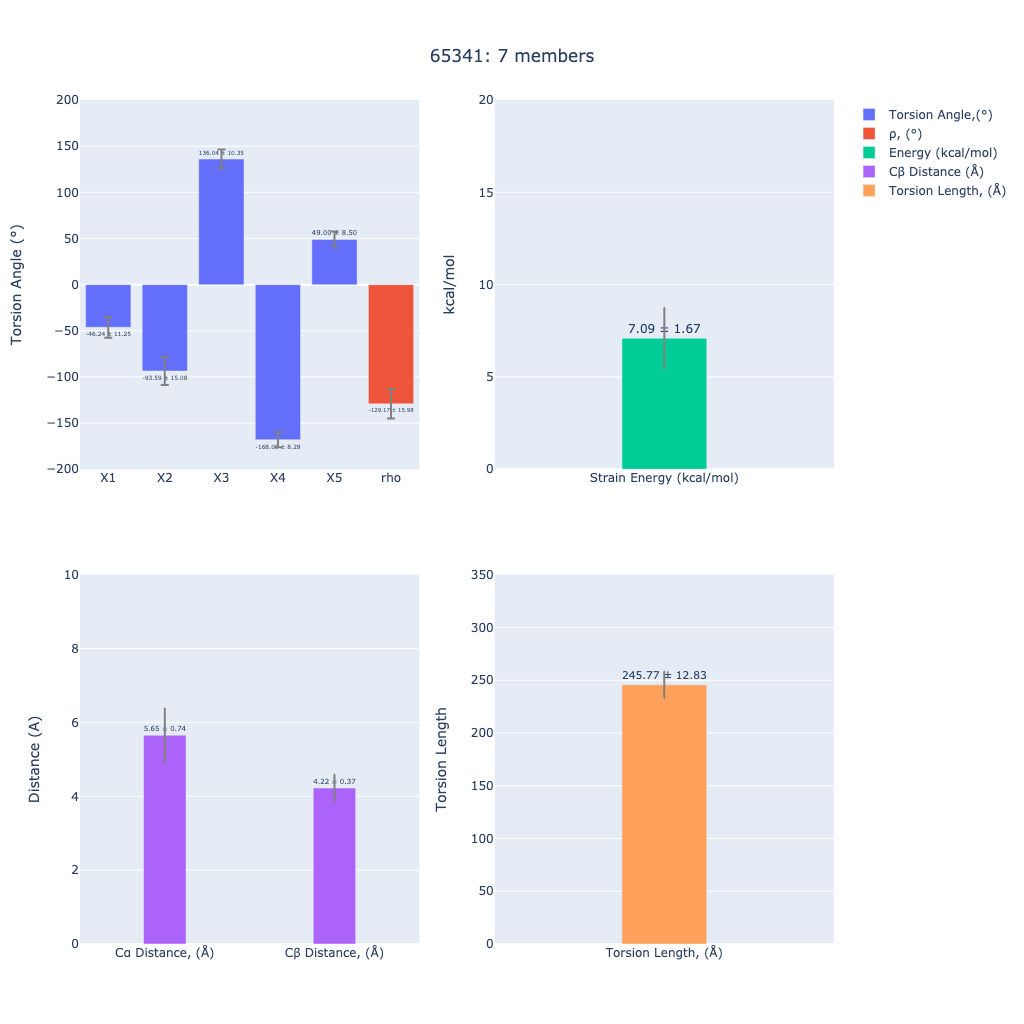 65341: 7 members
Torsion Angle (°)
200
150
100
50
0
−50
−100
−150
−200
-46.24 ± 11.25
-93.59 ± 15.08
136.04 ± 10.35
49.00 ± 8.50
-129.17 ± 15.98
X1 X2 X3 X4 X5 rho
kcal/mol
20
15
10
5
0
7.09 ± 1.67
Strain Energy (kcal/mol)
Torsion Angle,(°)
ρ, (°)
Energy (kcal/mol)
Cβ Distance (Å)
Torsion Length, (Å)
Distance (A)
10
8
6
4
2
0
5.65 ± 0.74
4.22 ± 0.37
Cα Distance, (Å) Cβ Distance, (Å)
Torsion Length
350
300
250
200
150
100
50
0
245.77 ± 12.83
Torsion Length, (Å)